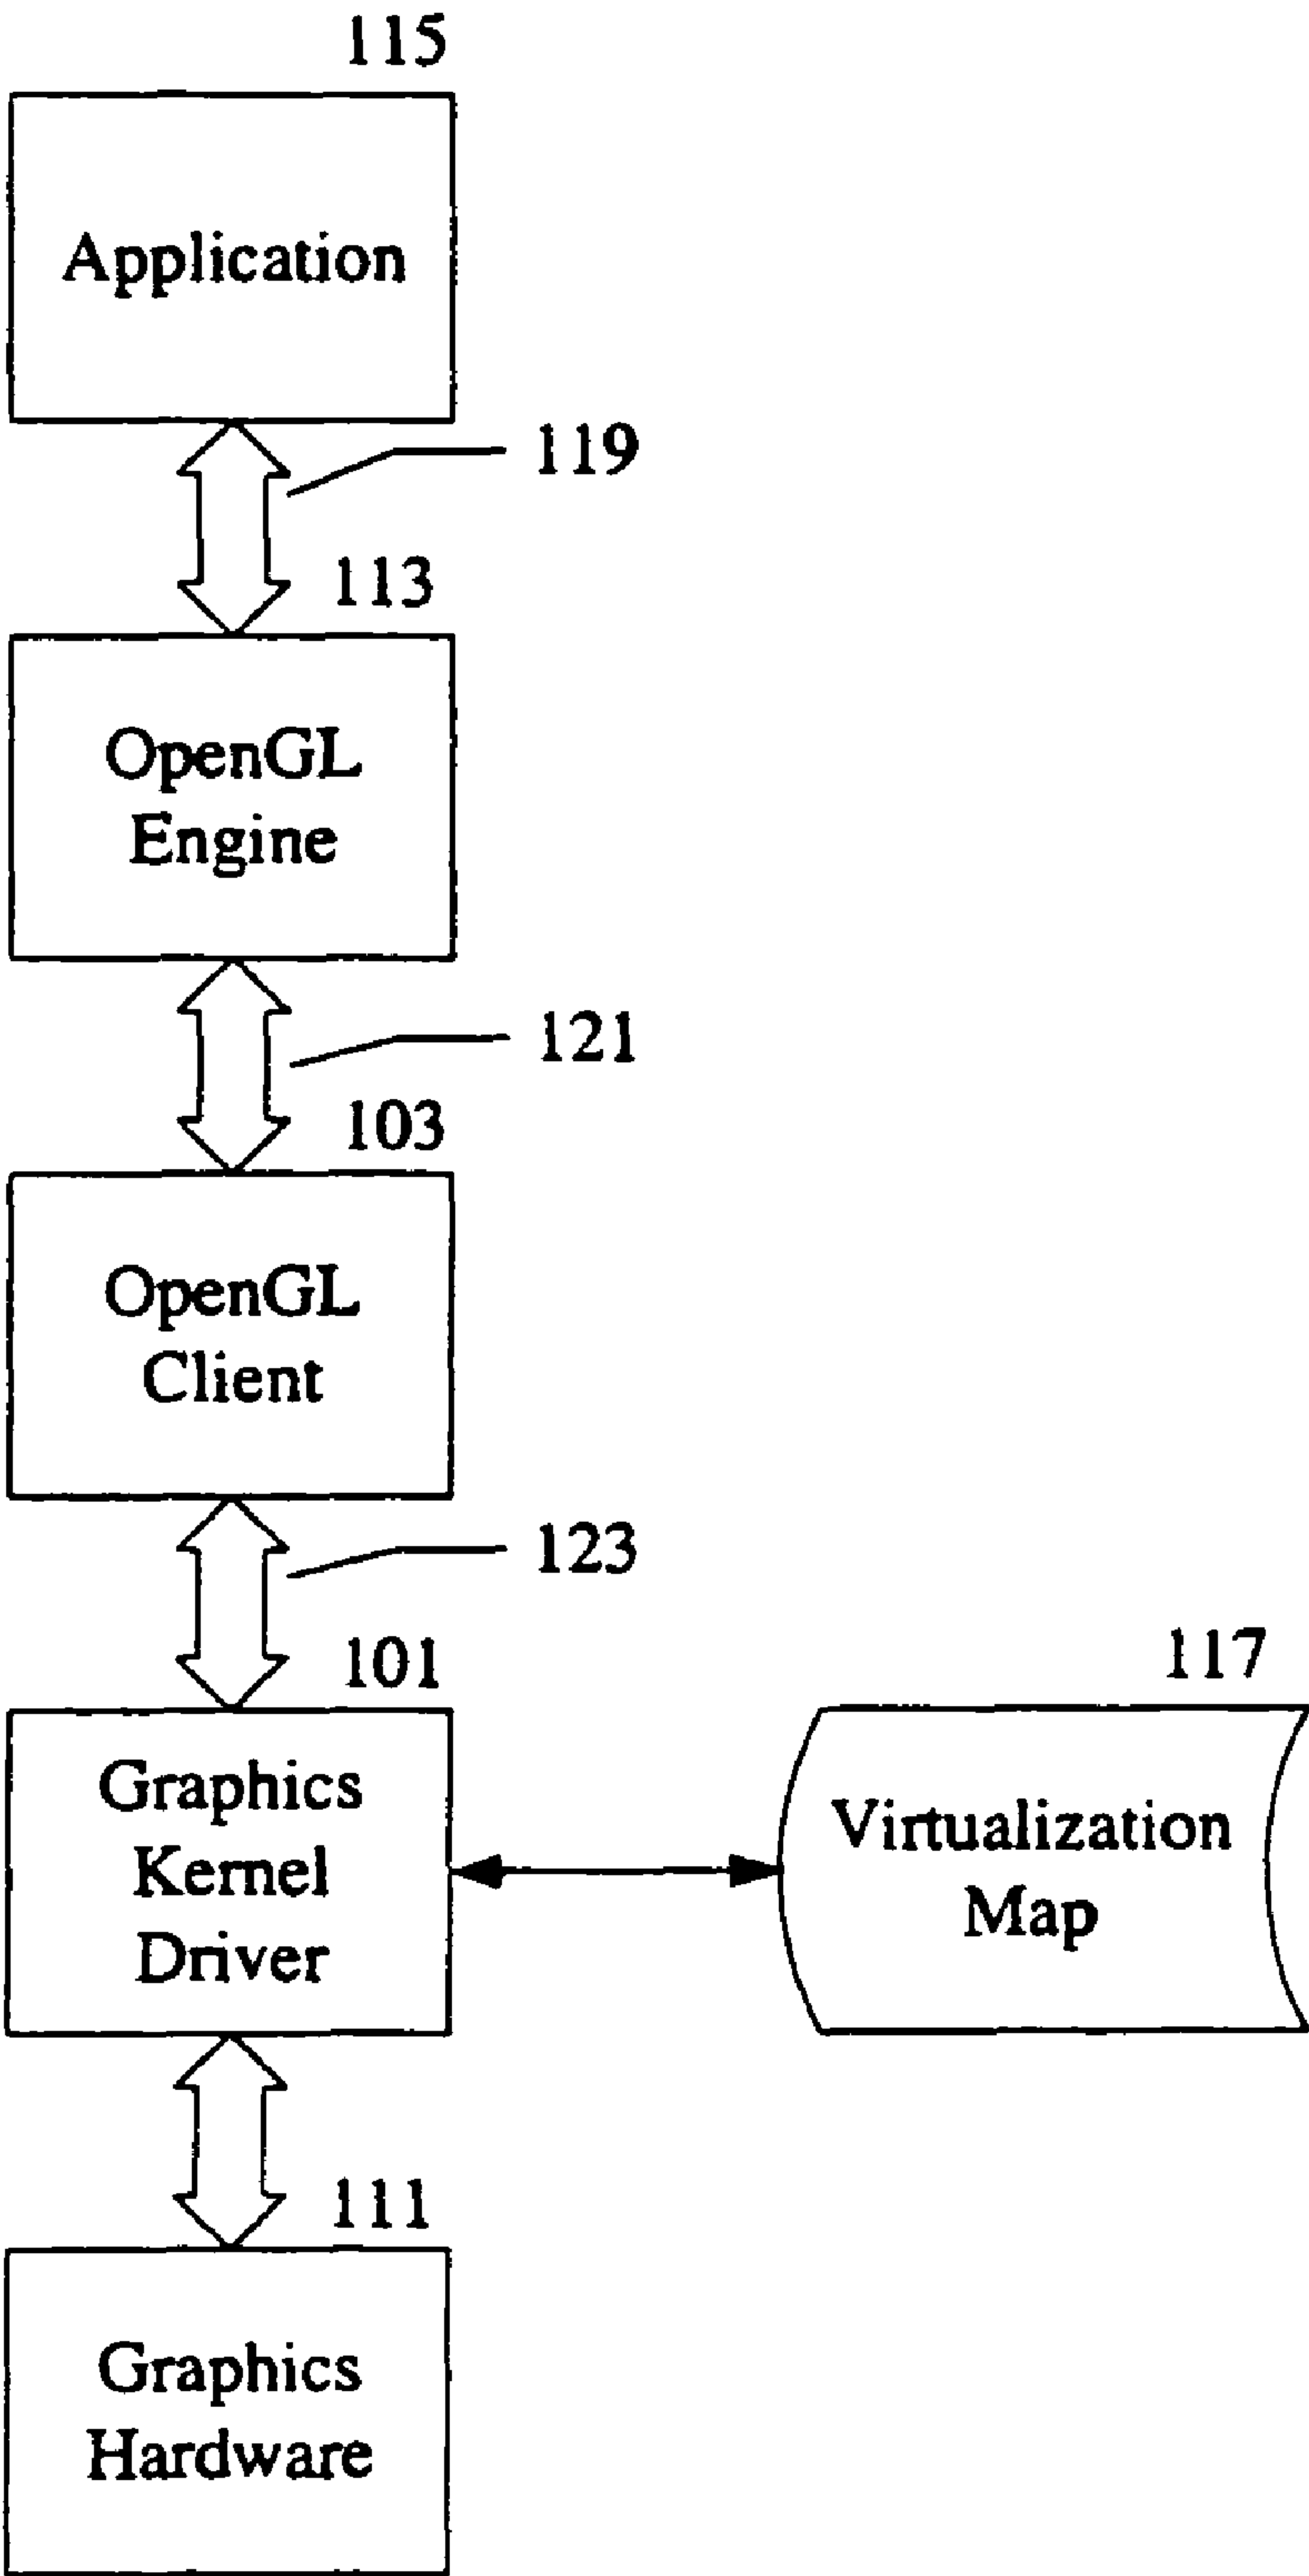 115
Application
119
113
OpenGL
Engine
121
103
OpenGL
Client
123
101
Graphics
Kernel
Driver
117
Virtualization
Map
111
Graphics
Hardware